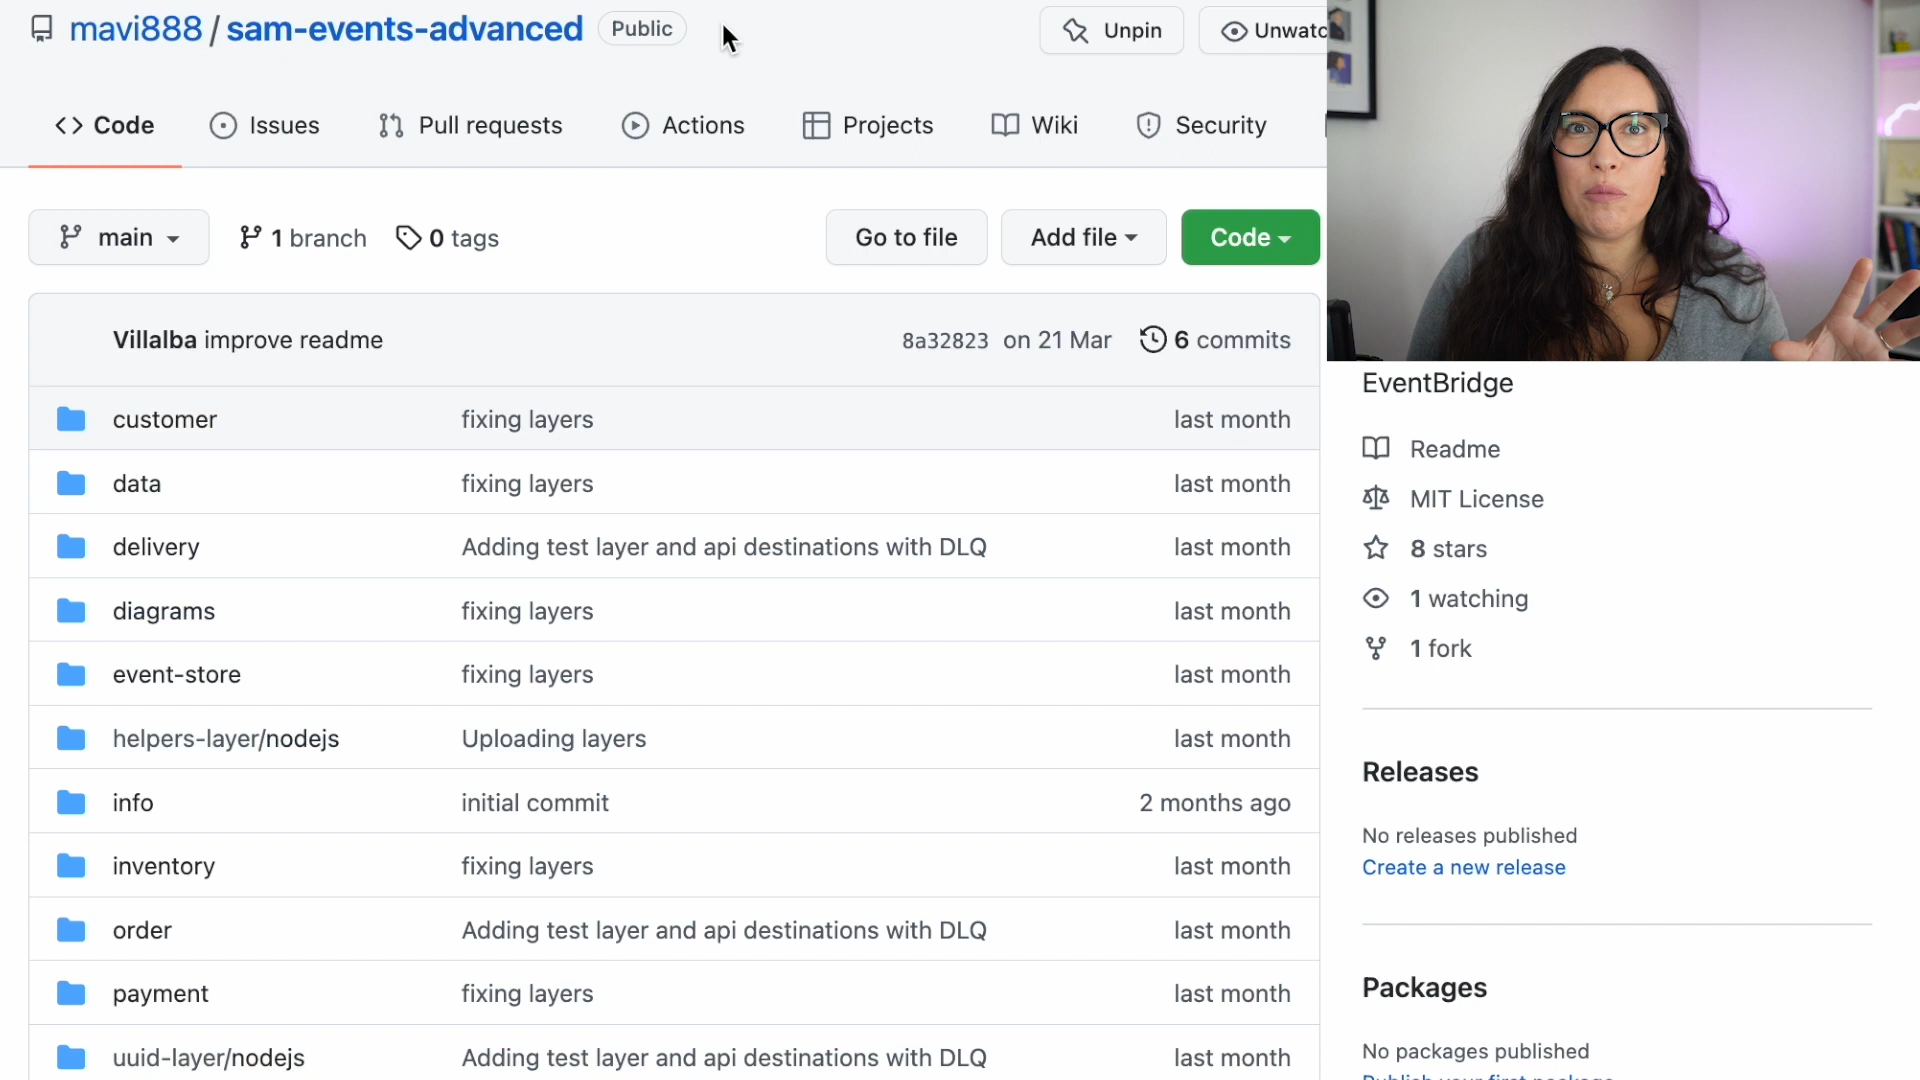 mavi888 / sam-events-advanced Public
Unpin
Unwatc
Code
Issues
Pull requests
Actions
Projects
Wiki
Security
main
1 branch
0 tags
Go to file
Add file
Code
Villalba improve readme 8a32823 on 21 Mar 6 commits
customer fixing layers last month
data fixing layers last month
delivery Adding test layer and api destinations with DLQ last month
diagrams fixing layers last month
event-store fixing layers last month
helpers-layer/nodejs Uploading layers last month
info initial commit 2 months ago
inventory fixing layers last month
order Adding test layer and api destinations with DLQ last month
payment fixing layers last month
uuid-layer/nodejs Adding test layer and api destinations with DLQ last month
EventBridge
Readme
MIT License
8 stars
1 watching
1 fork
Releases
No releases published
Create a new release
Packages
No packages published
Publish your first package